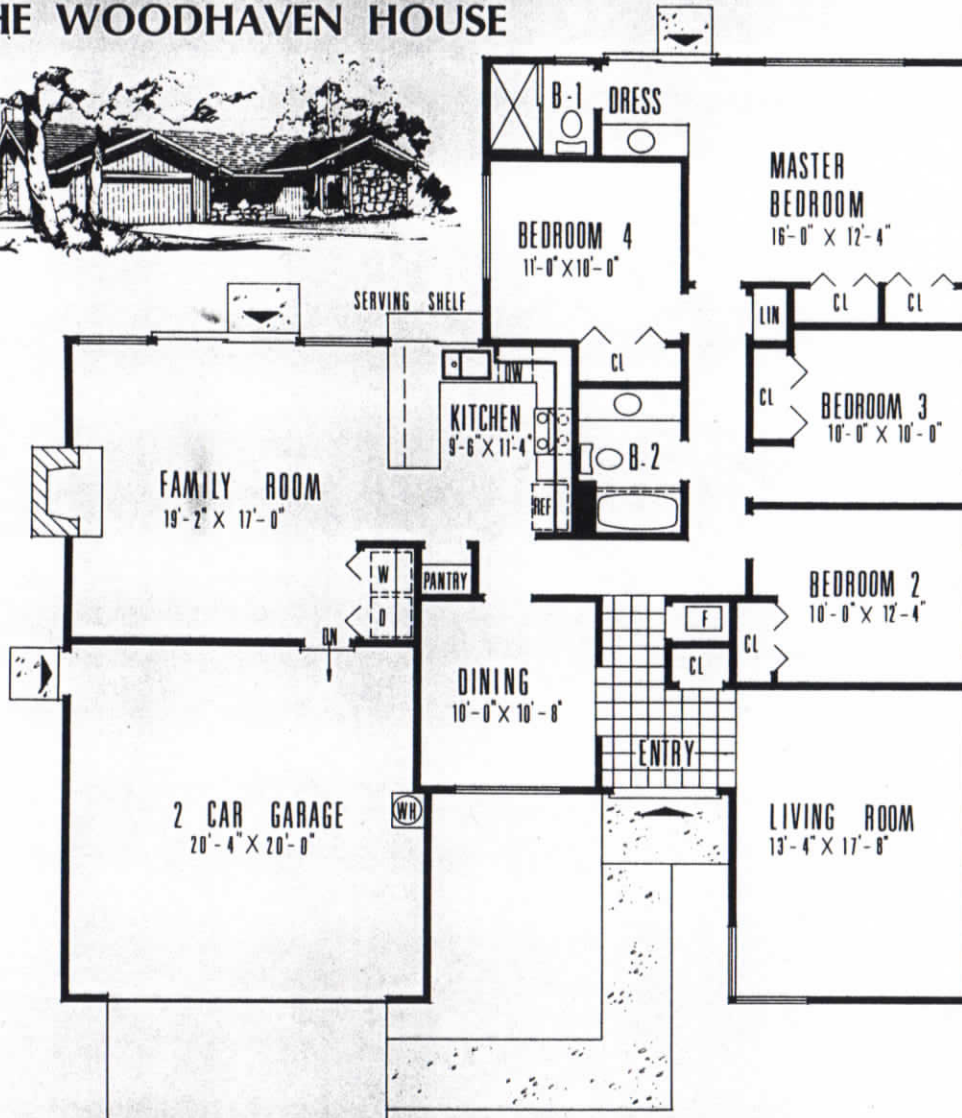 HE WOODHAVEN HOUSE
B-1
DRESS
MASTER
BEDROOM
16'-0" X 12'-4"
BEDROOM 4
11'-0" X 10'-0"
SERVING SHELF
LIN
CL
CL
CL
CL
DW
KITCHEN
9'-6" X 11'-4"
BEDROOM 3
10'-0" X 10'-0"
B-2
FAMILY ROOM
19'-2" X 17'-0"
REF
W
PANTRY
D
BEDROOM 2
10'-0" X 12'-4"
F
CL
CL
DN
DINING
10'-0" X 10'-8"
ENTRY
2 CAR GARAGE
20'-4" X 20'-0"
WH
LIVING ROOM
13'-4" X 17'-8"